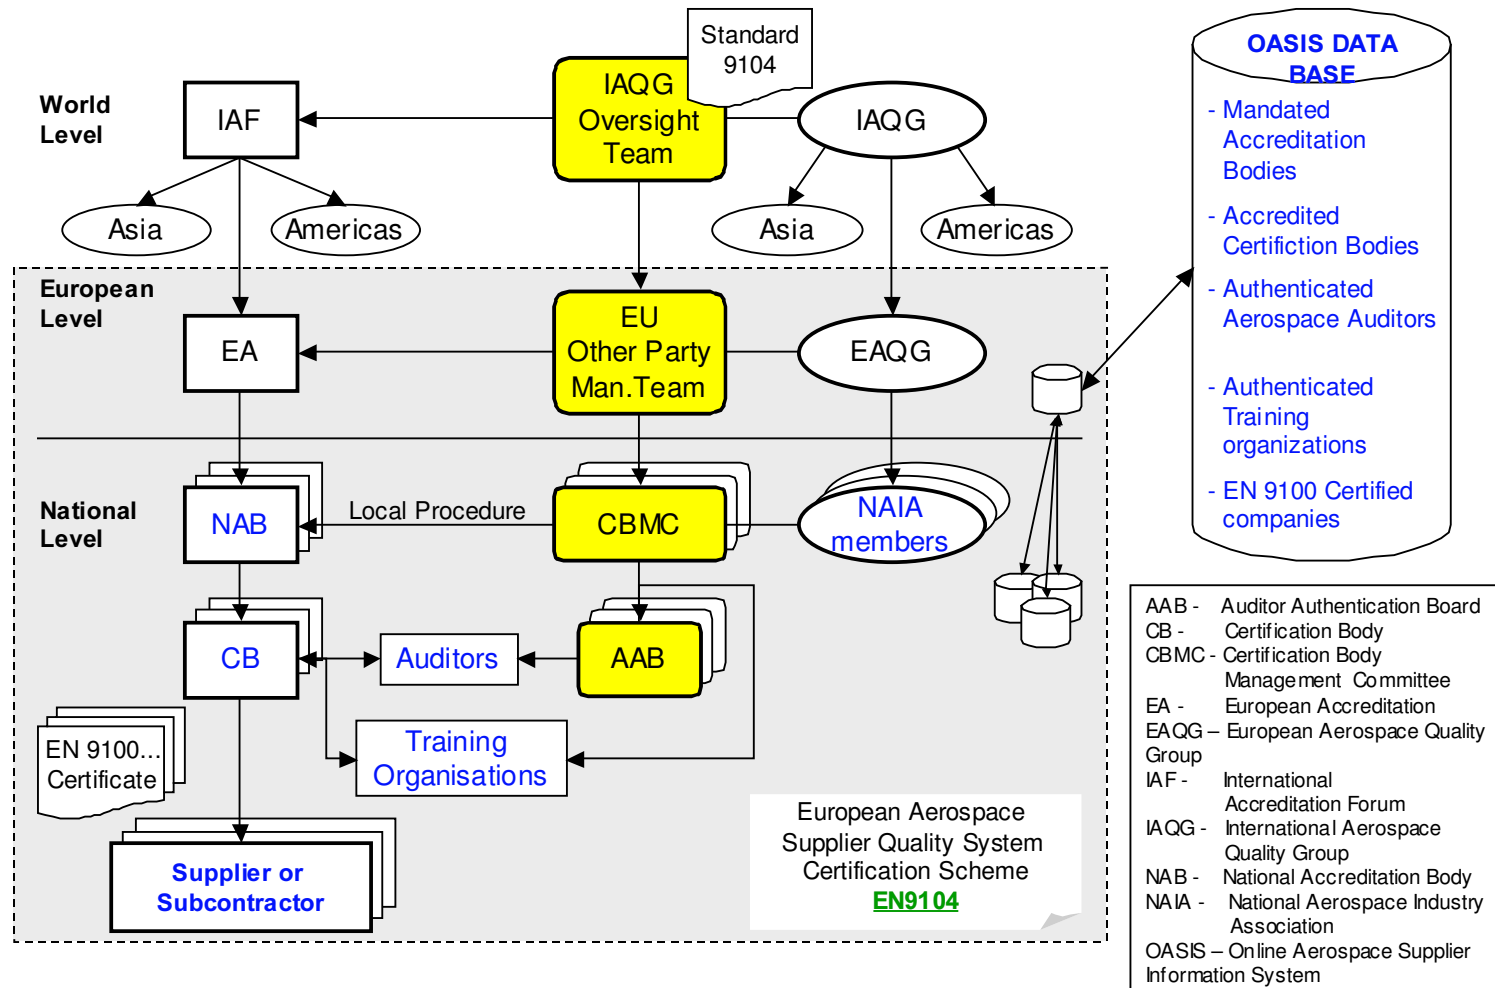 Standard
9104
World
Level
IAF
IAQG
Oversight
Team
IAQG
Asia
Americas
Asia
Americas
European
Level
EA
EU
Other Party
Man.Team
EAQG
National
Level
NAB
Local Procedure
CBMC
NAIA
members
CB
Auditors
AAB
Training
Organisations
EN 9100...
Certificate
Supplier or
Subcontractor
European Aerospace
Supplier Quality System
Certification Scheme
EN9104
OASIS DATA
BASE
- Mandated
Accreditation
Bodies
- Accredited
Certifiction Bodies
- Authenticated
Aerospace Auditors
- Authenticated
Training
organizations
- EN 9100 Certified
companies
AAB - Auditor Authentication Board
CB - Certification Body
CBMC - Certification Body
Management Committee
EA - European Accreditation
EAQG – European Aerospace Quality
Group
IAF - International
Accreditation Forum
IAQG - International Aerospace
Quality Group
NAB - National Accreditation Body
NAIA - National Aerospace Industry
Association
OASIS – Online Aerospace Supplier
Information System